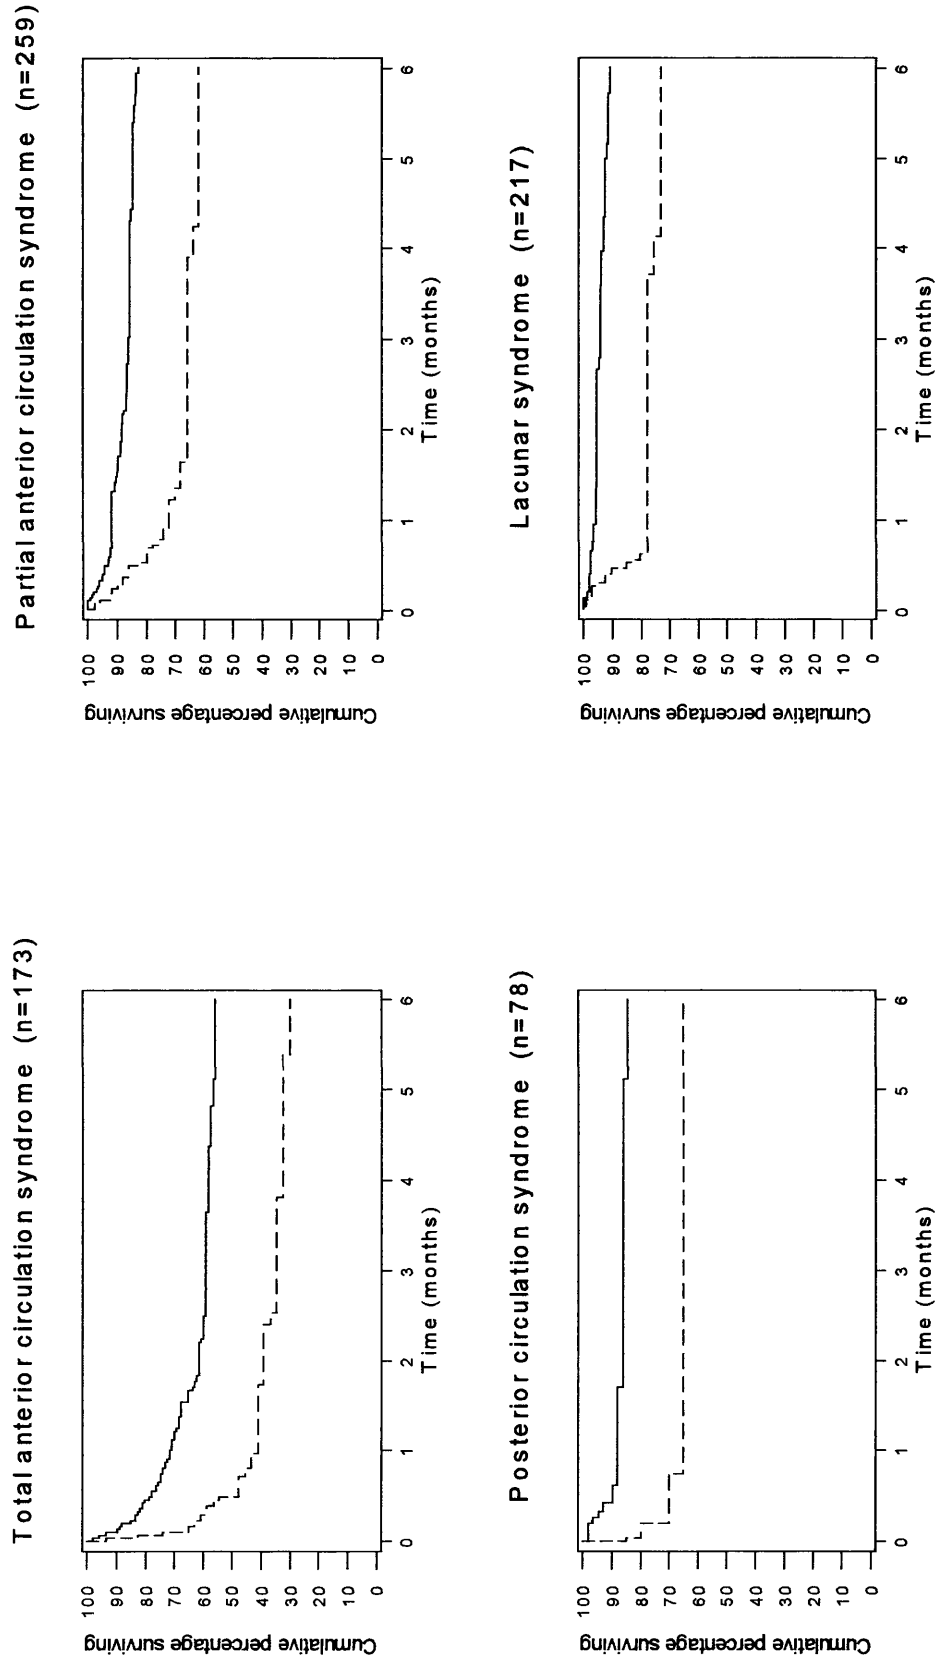 Total anterior circulation syndrome (n=173)
Cumulative percentage surviving
100
90
80
70
60
50
40
30
20
10
0
0 1 2 3 4 5 6
Time (months)
Partial anterior circulation syndrome (n=259)
Cumulative percentage surviving
100
90
80
70
60
50
40
30
20
10
0
0 1 2 3 4 5 6
Time (months)
Posterior circulation syndrome (n=78)
Cumulative percentage surviving
100
90
80
70
60
50
40
30
20
10
0
0 1 2 3 4 5 6
Time (months)
Lacunar syndrome (n=217)
Cumulative percentage surviving
100
90
80
70
60
50
40
30
20
10
0
0 1 2 3 4 5 6
Time (months)